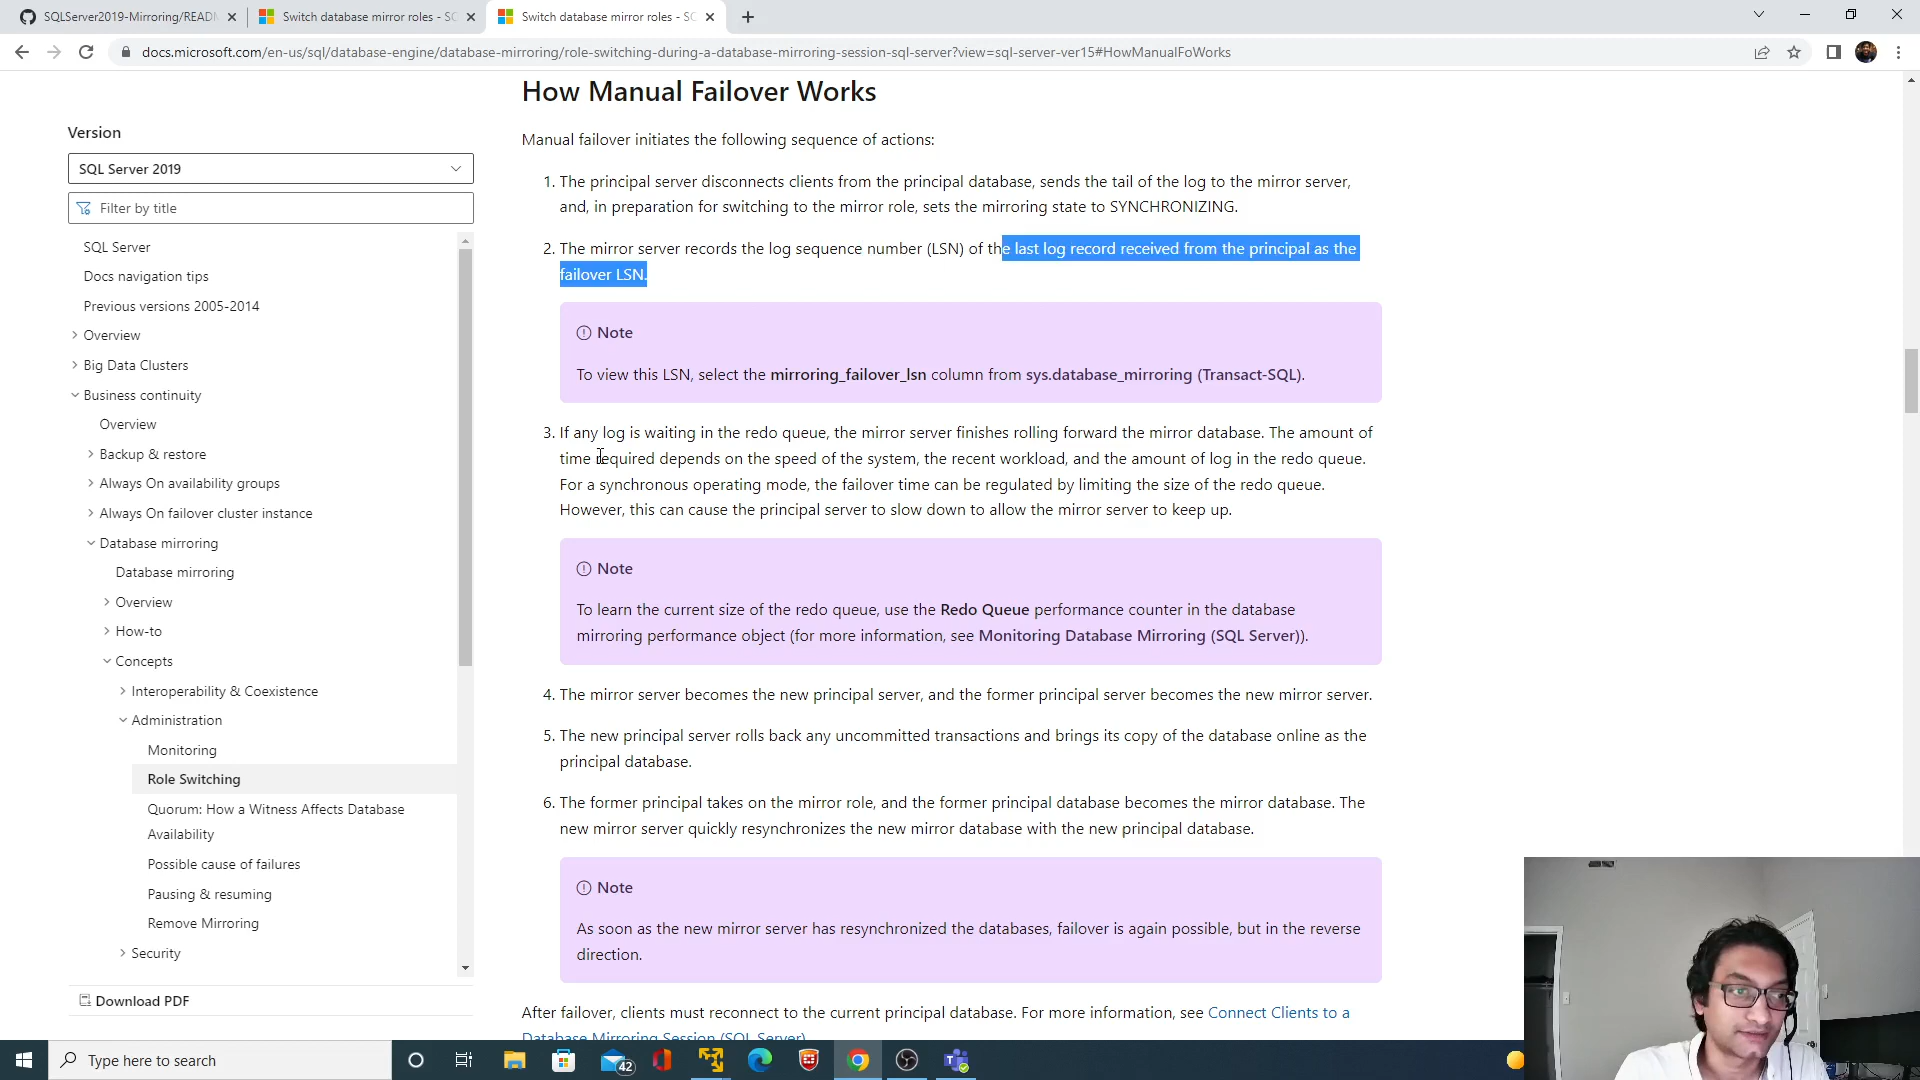 SQLServer2019-Mirroring/READM
Switch database mirror roles - SC
Switch database mirror roles - SC
docs.microsoft.com/en-us/sql/database-engine/database-mirroring/role-switching-during-a-database-mirroring-session-sql-server?view=sql-server-ver15#HowManualFoWorks
Version
SQL Server 2019
Filter by title
SQL Server
Docs navigation tips
Previous versions 2005-2014
Overview
Big Data Clusters
Business continuity
Overview
Backup & restore
Always On availability groups
Always On failover cluster instance
Database mirroring
Database mirroring
Overview
How-to
Concepts
Interoperability & Coexistence
Administration
Monitoring
Role Switching
Quorum: How a Witness Affects Database
Availability
Possible cause of failures
Pausing & resuming
Remove Mirroring
Security
Download PDF
How Manual Failover Works
Manual failover initiates the following sequence of actions:
1. The principal server disconnects clients from the principal database, sends the tail of the log to the mirror server,
and, in preparation for switching to the mirror role, sets the mirroring state to SYNCHRONIZING.
2. The mirror server records the log sequence number (LSN) of the last log record received from the principal as the
failover LSN.
Note
To view this LSN, select the mirroring_failover_lsn column from sys.database_mirroring (Transact-SQL).
3. If any log is waiting in the redo queue, the mirror server finishes rolling forward the mirror database. The amount of
time required depends on the speed of the system, the recent workload, and the amount of log in the redo queue.
For a synchronous operating mode, the failover time can be regulated by limiting the size of the redo queue.
However, this can cause the principal server to slow down to allow the mirror server to keep up.
Note
To learn the current size of the redo queue, use the Redo Queue performance counter in the database
mirroring performance object (for more information, see Monitoring Database Mirroring (SQL Server)).
4. The mirror server becomes the new principal server, and the former principal server becomes the new mirror server.
5. The new principal server rolls back any uncommitted transactions and brings its copy of the database online as the
principal database.
6. The former principal takes on the mirror role, and the former principal database becomes the mirror database. The
new mirror server quickly resynchronizes the new mirror database with the new principal database.
Note
As soon as the new mirror server has resynchronized the databases, failover is again possible, but in the reverse
direction.
After failover, clients must reconnect to the current principal database. For more information, see Connect Clients to a
Database Mirroring Session (SQL Server)
Type here to search
42